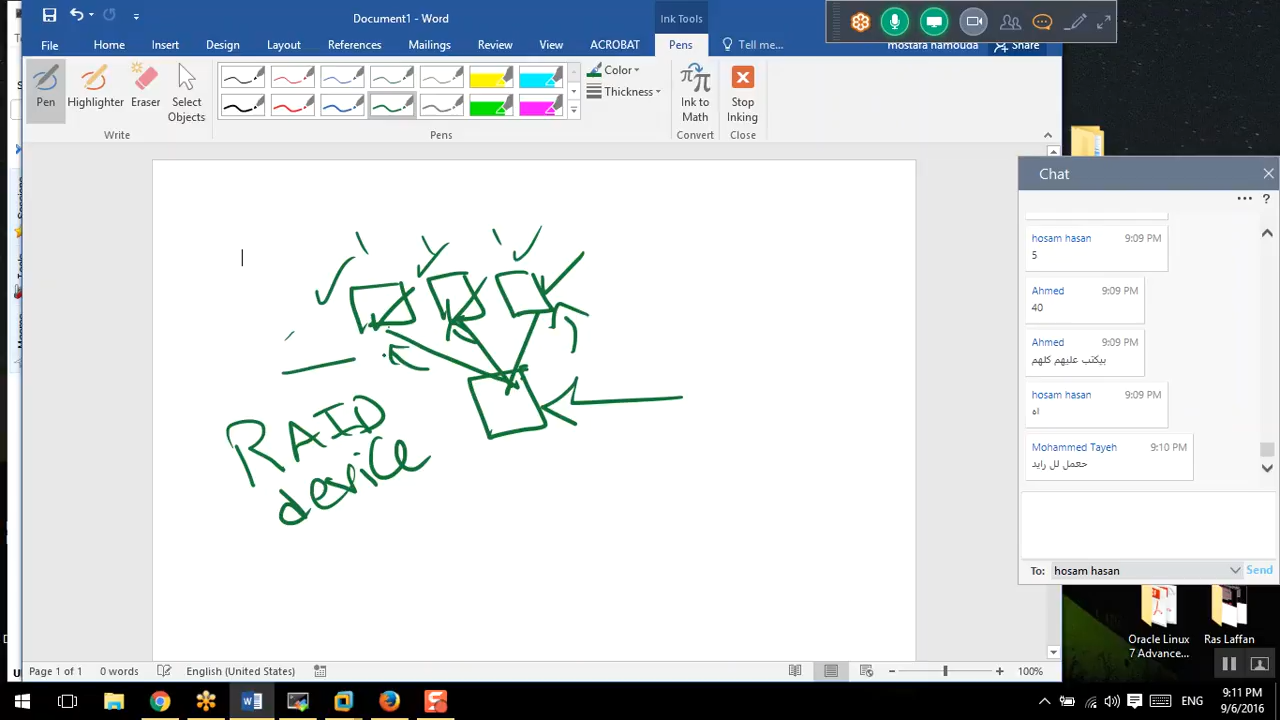 Document1 - Word
Ink Tools
File
Home
Insert
Design
Layout
References
Mailings
Review
View
ACROBAT
Pens
Tell me...
mostafa hamouda
Share
Pen
Highlighter
Eraser
Select
Objects
Color
Thickness
Ink to
Math
Stop
Inking
Write
Pens
Convert
Close
RAID
device
Chat
hosam hasan 9:09 PM
5
Ahmed 9:09 PM
40
Ahmed 9:09 PM
بيكتب عليهم كلهم
hosam hasan 9:09 PM
اه
Mohammed Tayeh 9:10 PM
حعمل لل رايد
To: hosam hasan
Send
Oracle Linux
7 Advance...
Ras Laffan
Page 1 of 1
0 words
English (United States)
100%
ENG
9:11 PM
9/6/2016